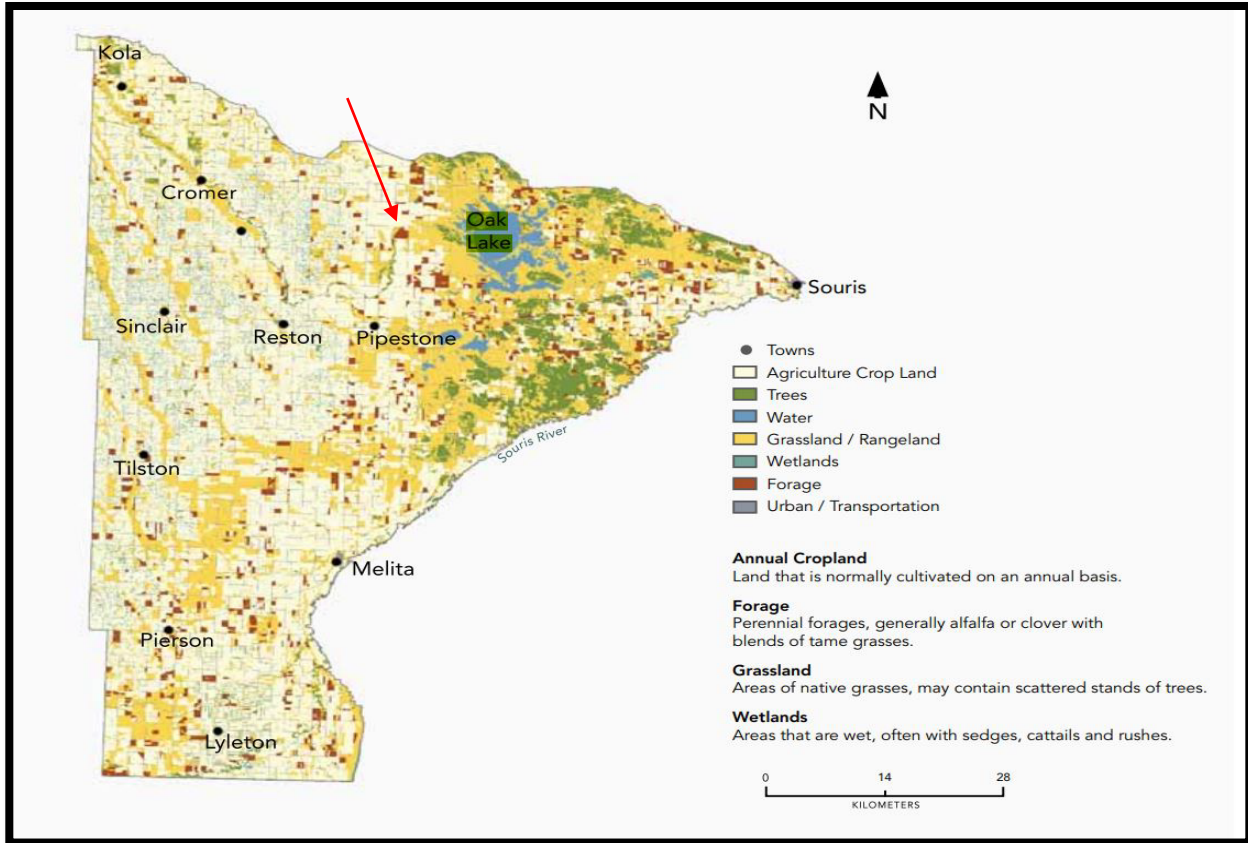 Kola
N
Cromer
Oak
Lake
Souris
Sinclair
Reston
Pipestone
Towns
Agriculture Crop Land
Trees
Water
Grassland / Rangeland
Wetlands
Forage
Urban / Transportation
Souris River
Tilston
Melita
Pierson
Lyleton
Annual Cropland
Land that is normally cultivated on an annual basis.
Forage
Perennial forages, generally alfalfa or clover with
blends of tame grasses.
Grassland
Areas of native grasses, may contain scattered stands of trees.
Wetlands
Areas that are wet, often with sedges, cattails and rushes.
0 14 28
KILOMETERS